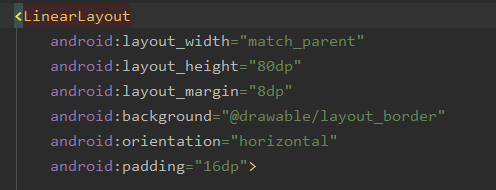 <LinearLayout
android:layout_width="match_parent"
android:layout_height="80dp"
android:layout_margin="8dp"
android:background="@drawable/layout_border"
android:orientation="horizontal"
android:padding="16dp">